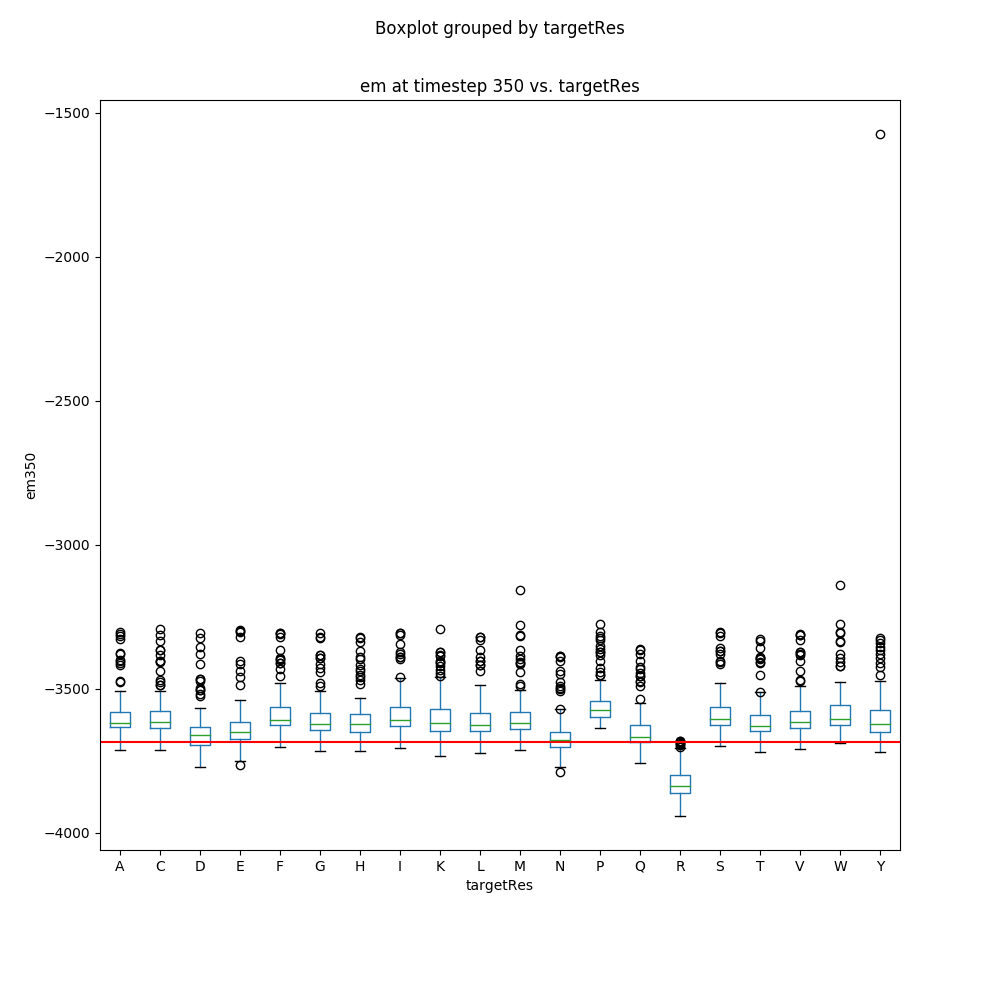 Boxplot grouped by targetRes
em at timestep 350 vs. targetRes
−1500
−2000
−2500
−3000
−3500
−4000
em350
A C D E F G H I K L M N P Q R S T V W Y
targetRes